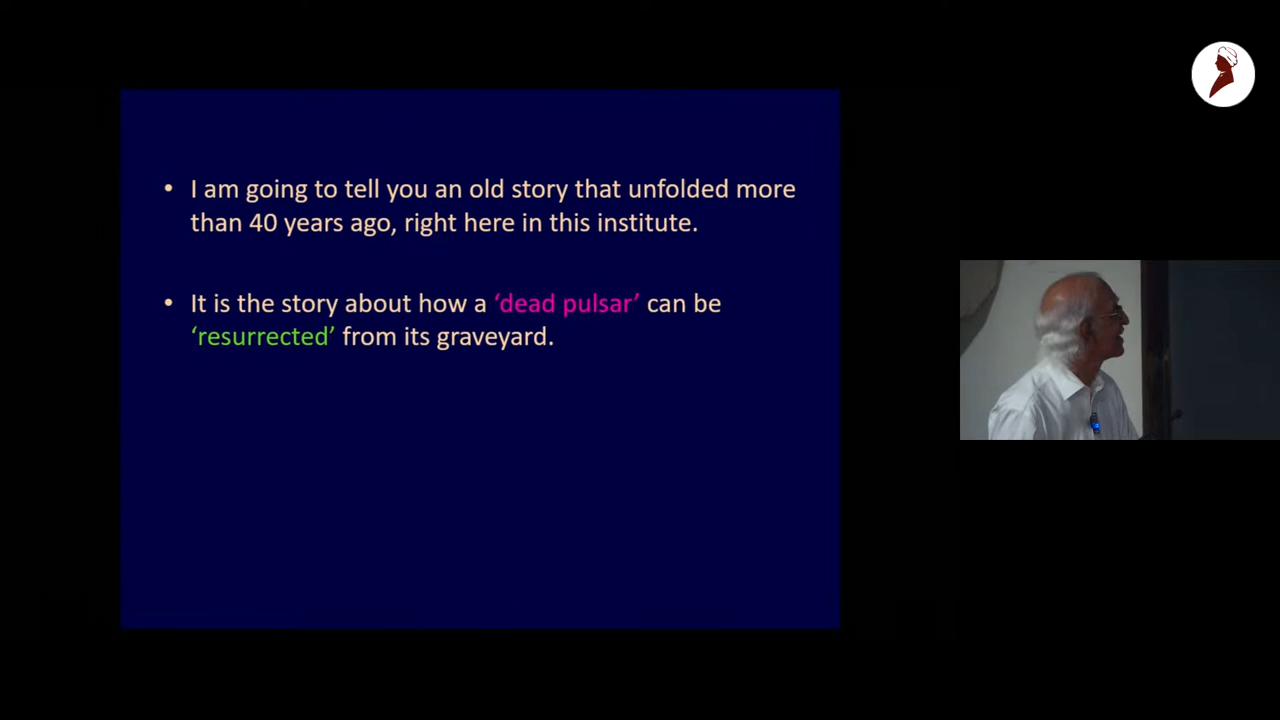 • I am going to tell you an old story that unfolded more
than 40 years ago, right here in this institute.
• It is the story about how a ‘dead pulsar’ can be
‘resurrected’ from its graveyard.